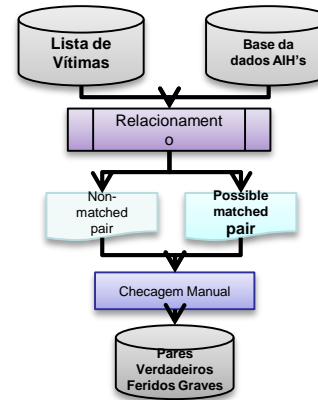 Lista de
Vítimas
Base da
dados AIH's
Relacionament
o
Non-
matched
pair
Possible
matched
pair
Checagem Manual
Pares
Verdadeiros
Feridos Graves